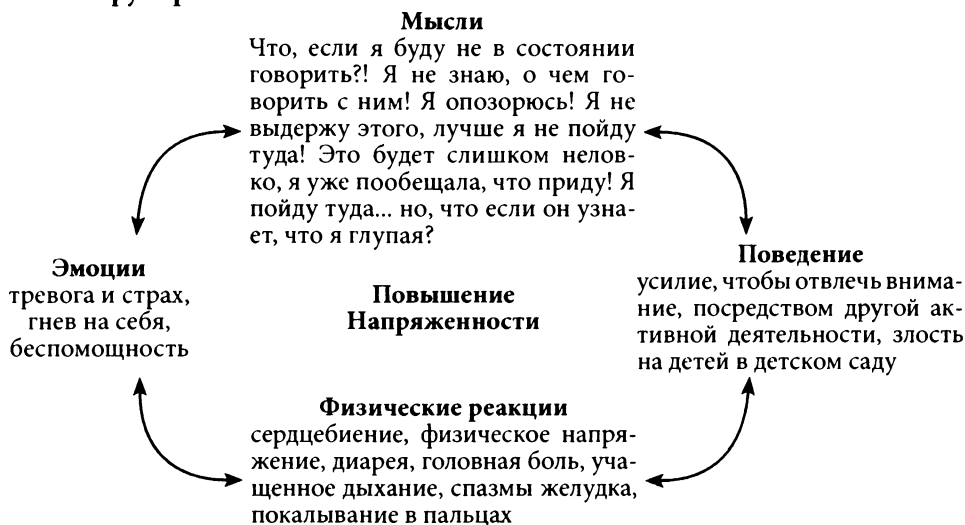 Мысли
Что, если я буду не в состоянии
говорить?! Я не знаю, о чем го-
ворить с ним! Я опозорюсь! Я не
выдержу этого, лучше я не пойду
туда! Это будет слишком нелов-
ко, я уже пообещала, что приду! Я
пойду туда... но, что если он узна-
ет, что я глупая?
Эмоции
тревога и страх,
гнев на себя,
беспомощность
Повышение
Напряженности
Поведение
усилие, чтобы отвлечь внима-
ние, посредством другой ак-
тивной деятельности, злость
на детей в детском саду
Физические реакции
сердцебиение, физическое напря-
жение, диарея, головная боль, уча-
щенное дыхание, спазмы желудка,
покалывание в пальцах